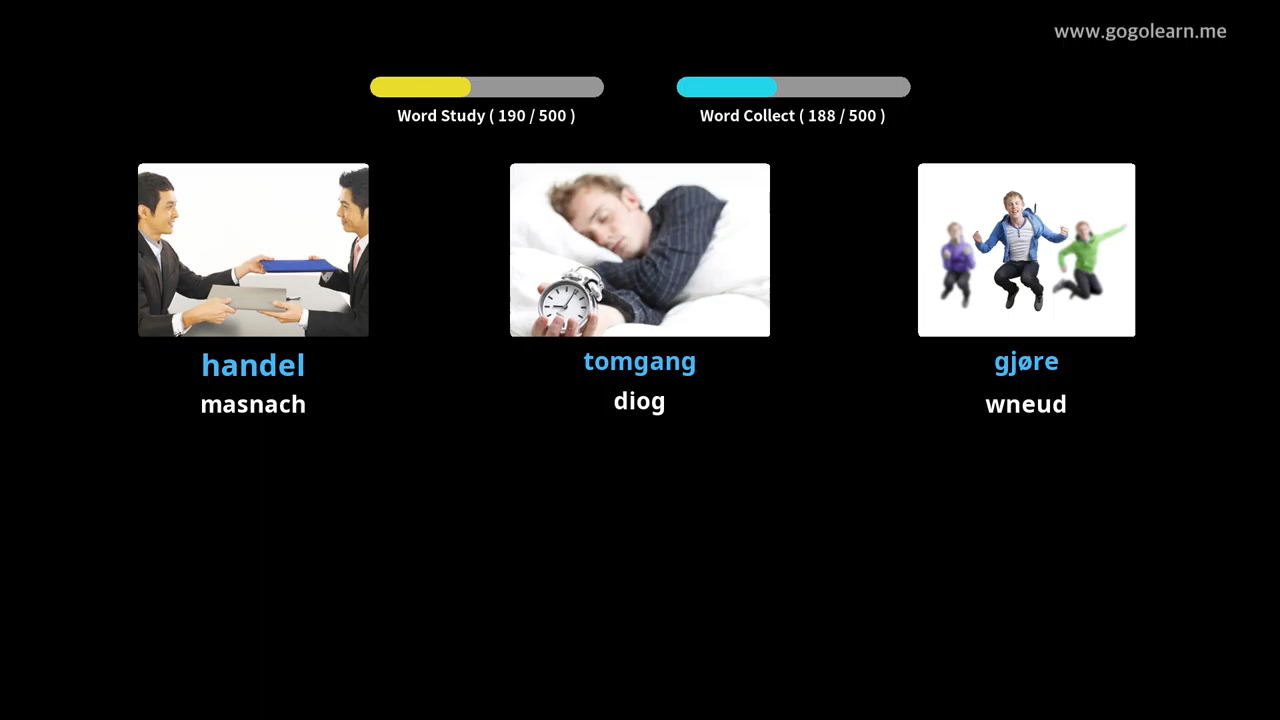 www.gogolearn.me
Word Study ( 190 / 500 )
Word Collect ( 188 / 500 )
handel
tomgang
gjøre
masnach
diog
wneud